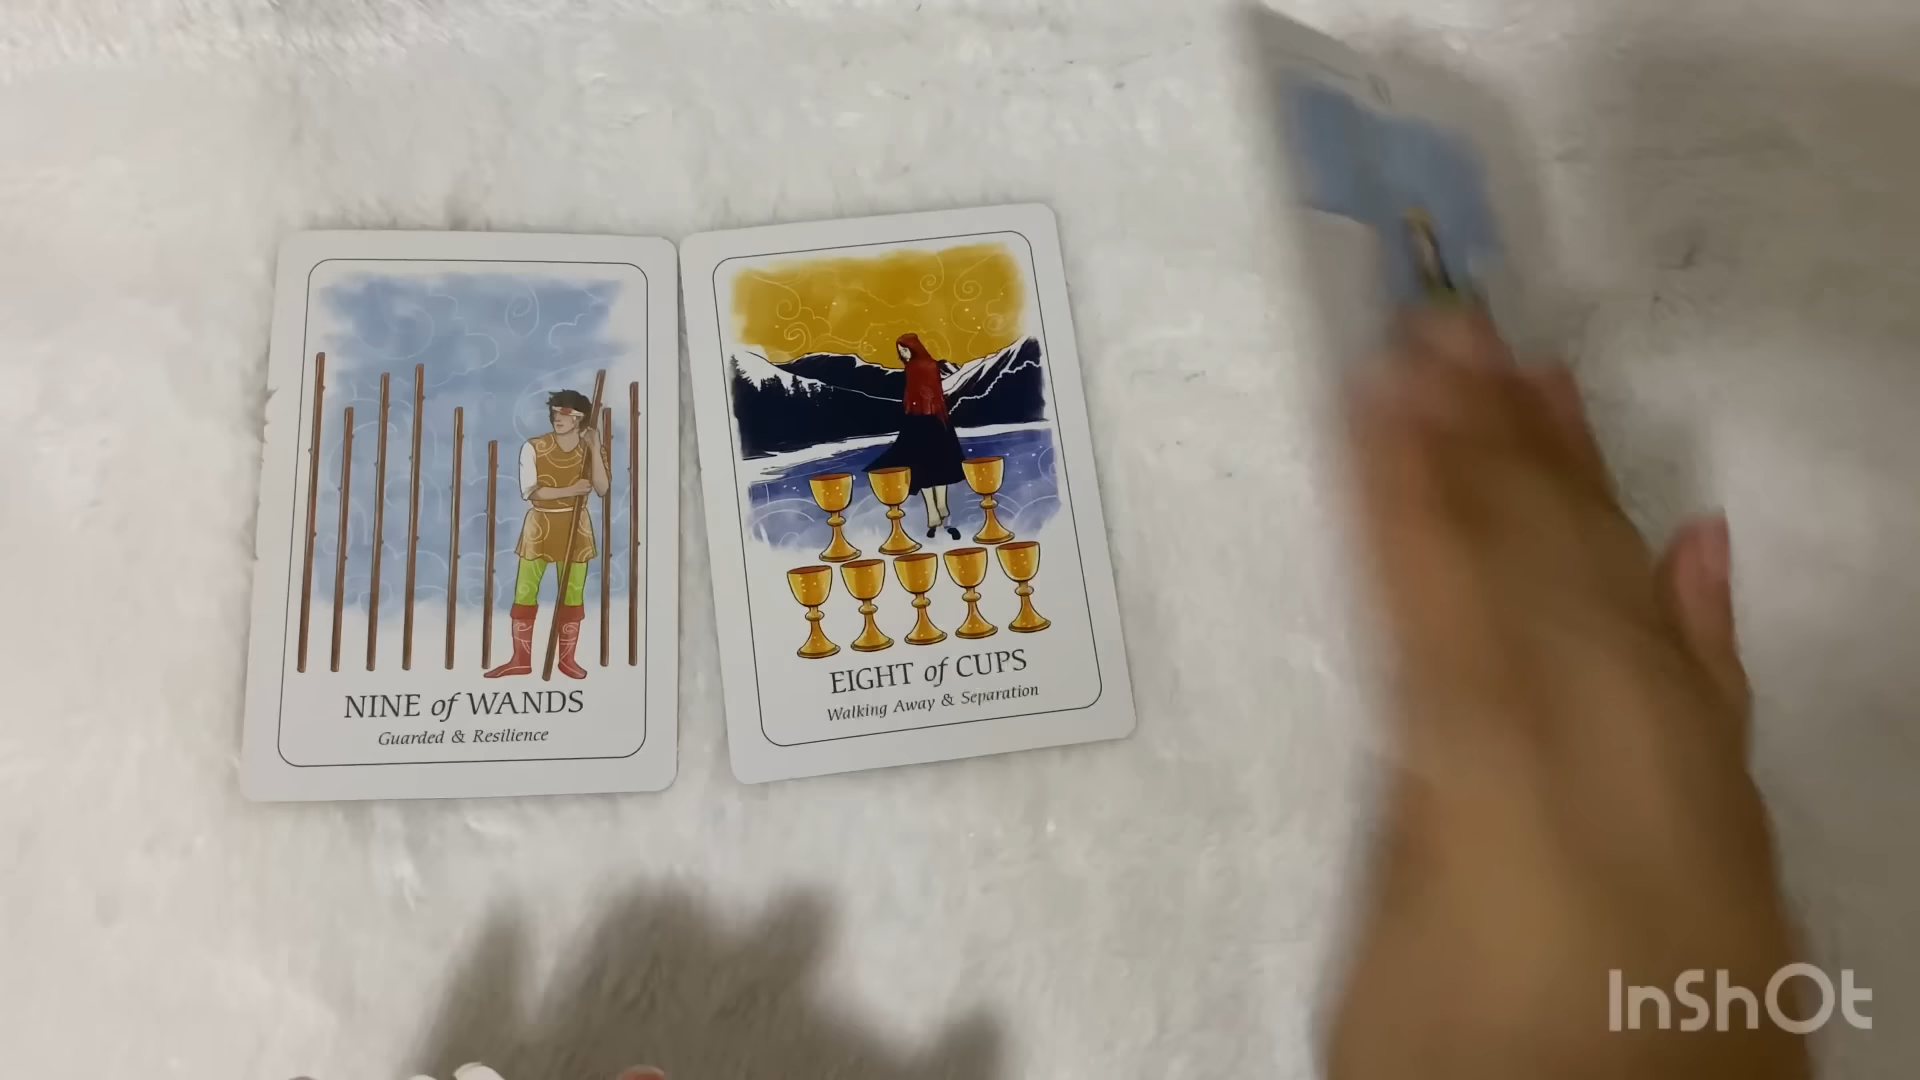 NINE of WANDS
Guarded & Resilience
EIGHT of CUPS
Walking Away & Separation
InShOt